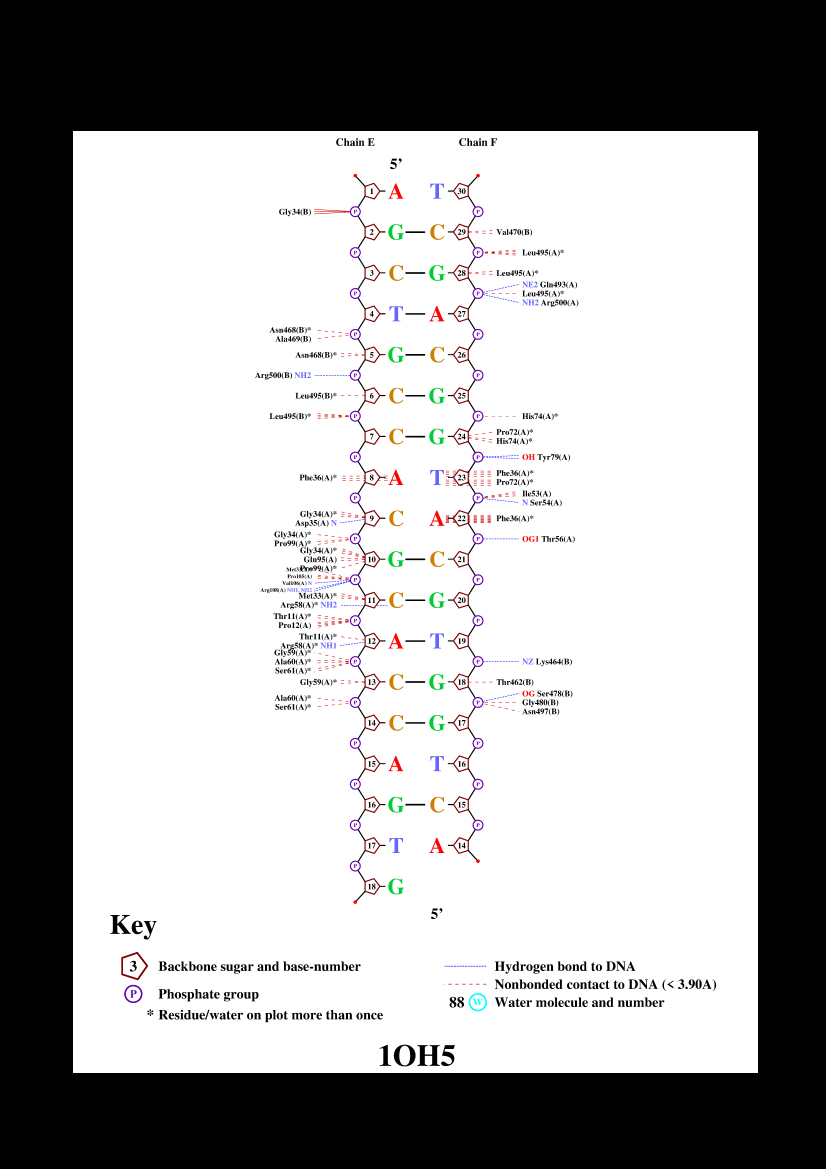 Chain E Chain F
5’
1 A T 30
Gly34(B) P P
2 G C 29 Val470(B)
P P Leu495(A)*
3 C G 28 Leu495(A)*
NE2 Gln493(A)
P P Leu495(A)*
NH2 Arg500(A)
4 T A 27
Asn468(B)*
P P
Ala469(B)
Asn468(B)* 5 G C 26
Arg500(B) NH2 P P
Leu495(B)* 6 C G 25
Leu495(B)* P P His74(A)*
Pro72(A)*
7 C G 24
His74(A)*
P P OH Tyr79(A)
Phe36(A)*
Phe36(A)* 8 A T 23
Pro72(A)*
Ile53(A)
P P
N Ser54(A)
Gly34(A)*
9 C A 22 Phe36(A)*
Asp35(A) N
Gly34(A)*
P P OG1 Thr56(A)
Pro99(A)*
Gly34(A)*
Gln95(A) 10 G C 21
Pro99(A)*
Pro105(A)
P P
Val106(A) N
Arg108(A) NH1, NH2
Met33(A)*
11 C G 20
Arg58(A)* NH2
Thr11(A)*
P P
Pro12(A)
Thr11(A)*
12 A T 19
Arg58(A)* NH1
Gly59(A)*
Ala60(A)* P P NZ Lys464(B)
Ser61(A)*
Gly59(A)* 13 C G 18 Thr462(B)
OG Ser478(B)
Ala60(A)* P P Gly480(B)
Ser61(A)* Asn497(B)
14 C G 17
P P
15 A T 16
P P
16 G C 15
P P
17 T A 14
P
18 G
5’
Key
3 Backbone sugar and base-number
P Phosphate group
* Residue/water on plot more than once
Hydrogen bond to DNA
Nonbonded contact to DNA (< 3.90A)
88 W Water molecule and number
1OH5